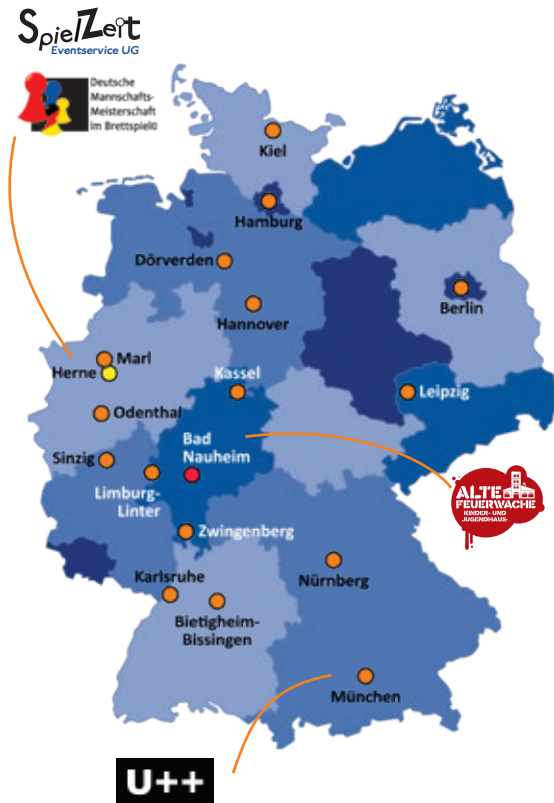 SpielZeit
Eventservice UG
Deutsche
Mannschafts-
Meisterschaft
im Brettspiel©
Kiel
Hamburg
Dörverden
Berlin
Hannover
Marl
Herne
Kassel
Leipzig
Odenthal
Bad
Nauheim
Sinzig
Limburg-
Linter
ALTE
FEUERWACHE
KINDER- UND
JUGENDHAUS
Zwingenberg
Nürnberg
Karlsruhe
Bietigheim-
Bissingen
München
U++